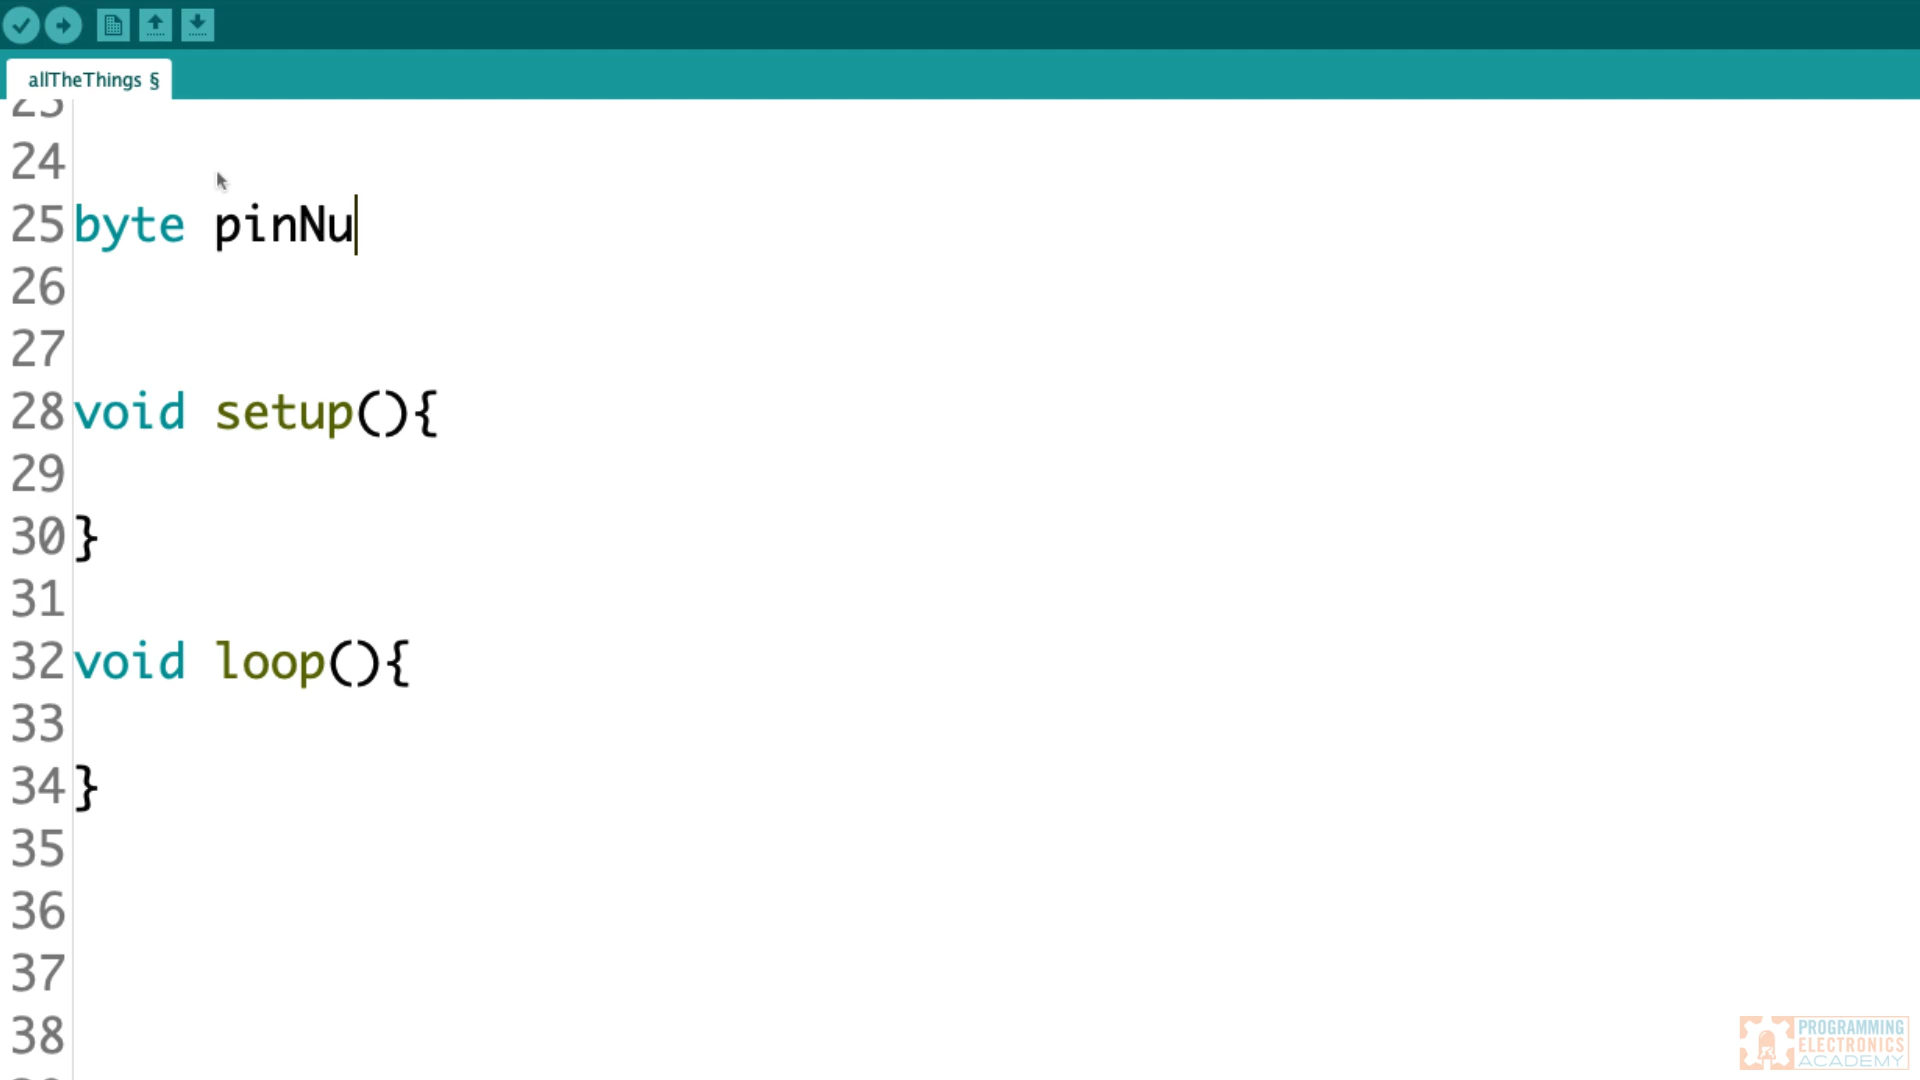 allTheThings §
23
24
25 byte pinNu
26
27
28 void setup(){
29
30 }
31
32 void loop(){
33
34 }
35
36
37
38
PROGRAMMING
ELECTRONICS
ACADEMY